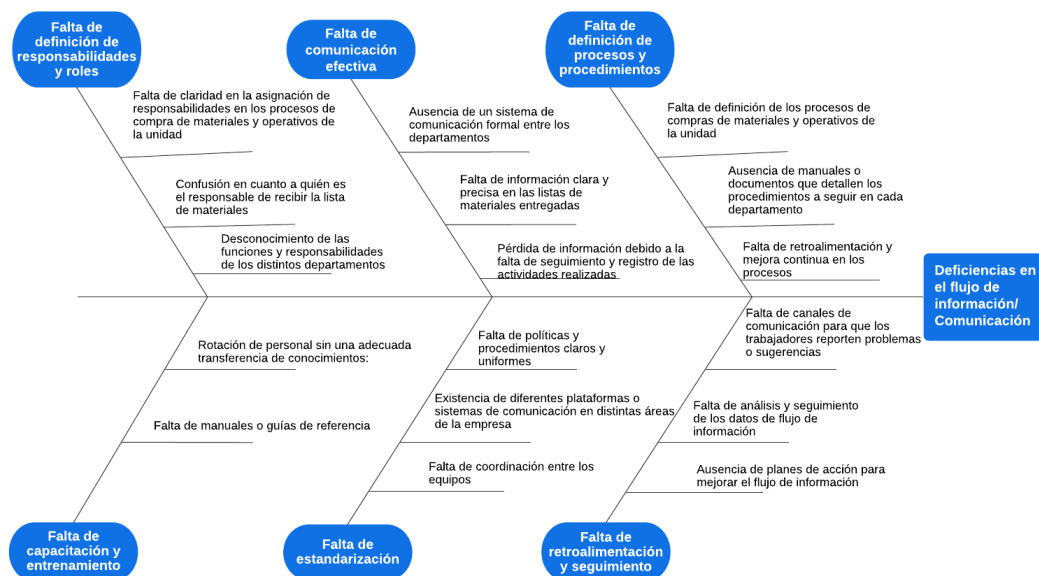 Falta de
definición de
responsabilidades
y roles
Falta de
comunicación
efectiva
Falta de
definición de
procesos y
procedimientos
Falta de claridad en la asignación de
responsabilidades en los procesos de
compra de materiales y operativos de
la unidad
Confusión en cuanto a quién es
el responsable de recibir la lista
de materiales
Desconocimiento de las
funciones y responsabilidades
de los distintos departamentos
Ausencia de un sistema de
comunicación formal entre los
departamentos
Falta de información clara y
precisa en las listas de
materiales entregadas
Pérdida de información debido a la
falta de seguimiento y registro de las
actividades realizadas
Falta de definición de los procesos de
compras de materiales y operativos de
la unidad
Ausencia de manuales o
documentos que detallen los
procedimientos a seguir en cada
departamento
Falta de retroalimentación y
mejora continua en los
procesos
Deficiencias en
el flujo de
información/
Comunicación
Rotación de personal sin una adecuada
transferencia de conocimientos:
Falta de manuales o guías de referencia
Falta de políticas y
procedimientos claros y
uniformes
Existencia de diferentes plataformas o
sistemas de comunicación en distintas áreas
de la empresa
Falta de coordinación entre los
equipos
Falta de canales de
comunicación para que los
trabajadores reporten problemas
o sugerencias
Falta de análisis y seguimiento
de los datos de flujo de
información
Ausencia de planes de acción para
mejorar el flujo de información
Falta de
capacitación y
entrenamiento
Falta de
estandarización
Falta de
retroalimentación
y seguimiento